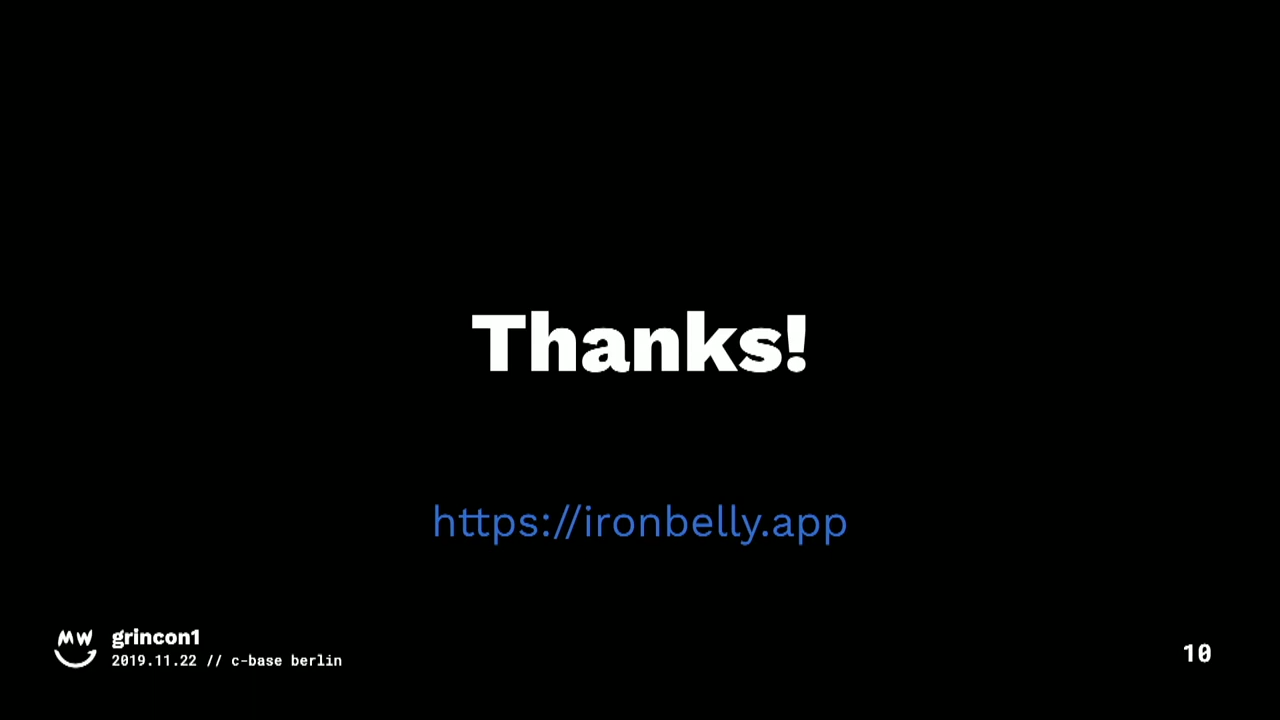 Thanks!
https://ironbelly.app
MW
grincon1
2019.11.22 // c-base berlin
10